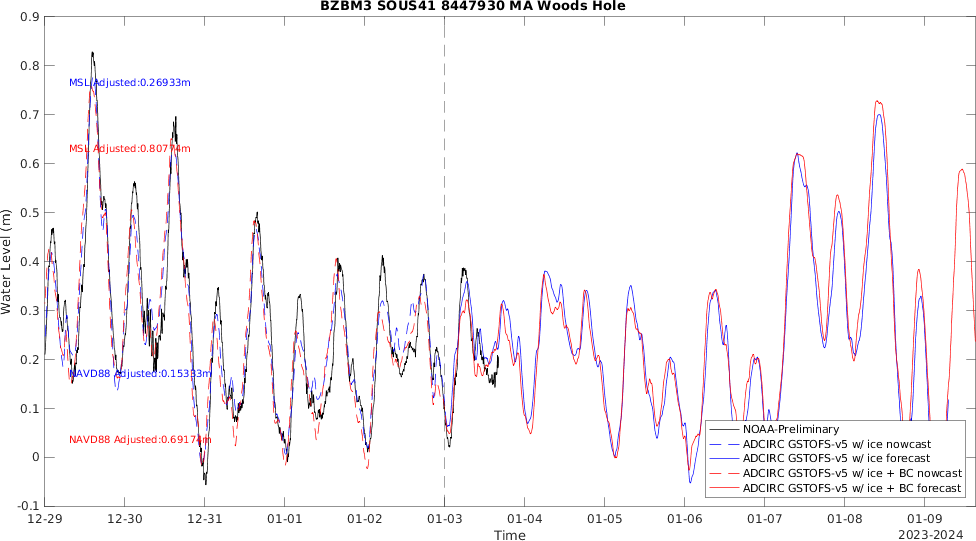 BZBM3 SOUS41 8447930 MA Woods Hole
0.9
0.8
0.7
0.6
0.5
0.4
0.3
0.2
0.1
0
-0.1
Water Level (m)
MSL Adjusted:0.26933m
MSL Adjusted:0.80774m
NAVD88 Adjusted:0.15333m
NAVD88 Adjusted:0.69174m
NOAA-Preliminary
ADCIRC GSTOFS-v5 w/ ice nowcast
ADCIRC GSTOFS-v5 w/ ice forecast
ADCIRC GSTOFS-v5 w/ ice + BC nowcast
ADCIRC GSTOFS-v5 w/ ice + BC forecast
12-29 12-30 12-31 01-01 01-02 01-03 01-04 01-05 01-06 01-07 01-08 01-09
Time
2023-2024